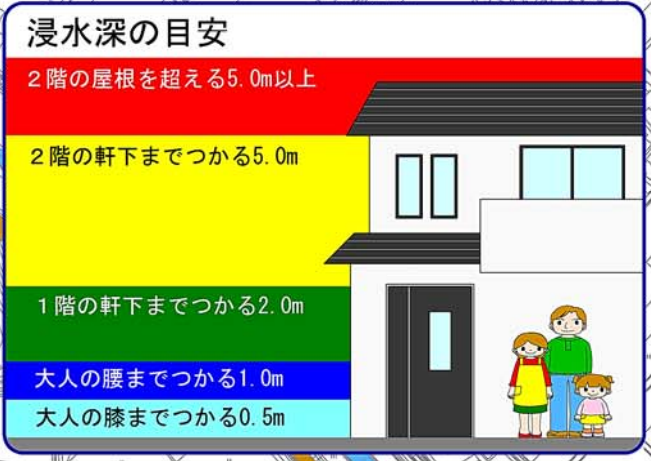 浸水深の目安
２階の屋根を超える5.0m以上
２階の軒下までつかる5.0m
１階の軒下までつかる2.0m
大人の腰までつかる1.0m
大人の膝までつかる0.5m